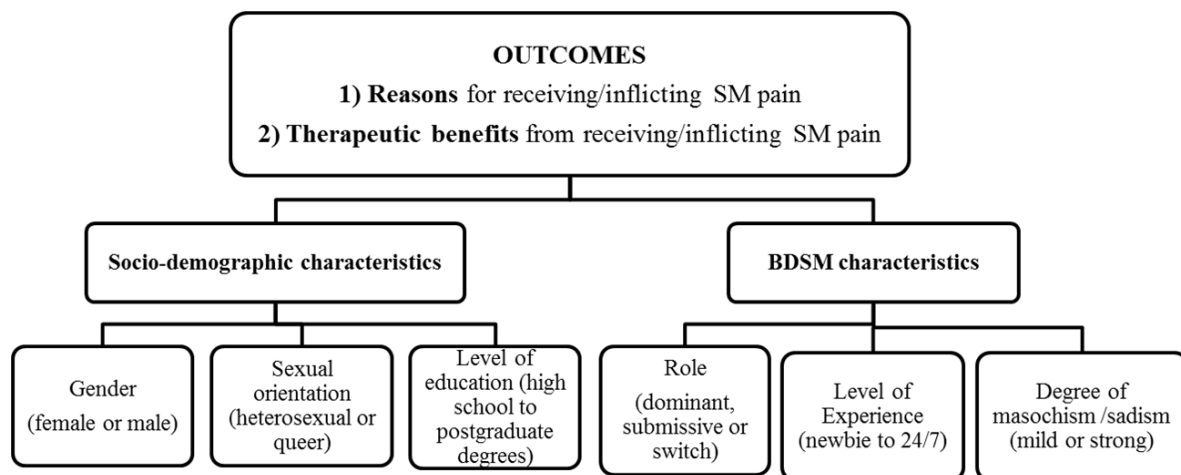 OUTCOMES
1) Reasons for receiving/inflicting SM pain
2) Therapeutic benefits from receiving/inflicting SM pain
Socio-demographic characteristics
BDSM characteristics
Gender
(female or male)
Sexual
orientation
(heterosexual or
queer)
Level of
education (high
school to
postgraduate
degrees)
Role
(dominant,
submissive or
switch)
Level of
Experience
(newbie to 24/7)
Degree of
masochism /sadism
(mild or strong)